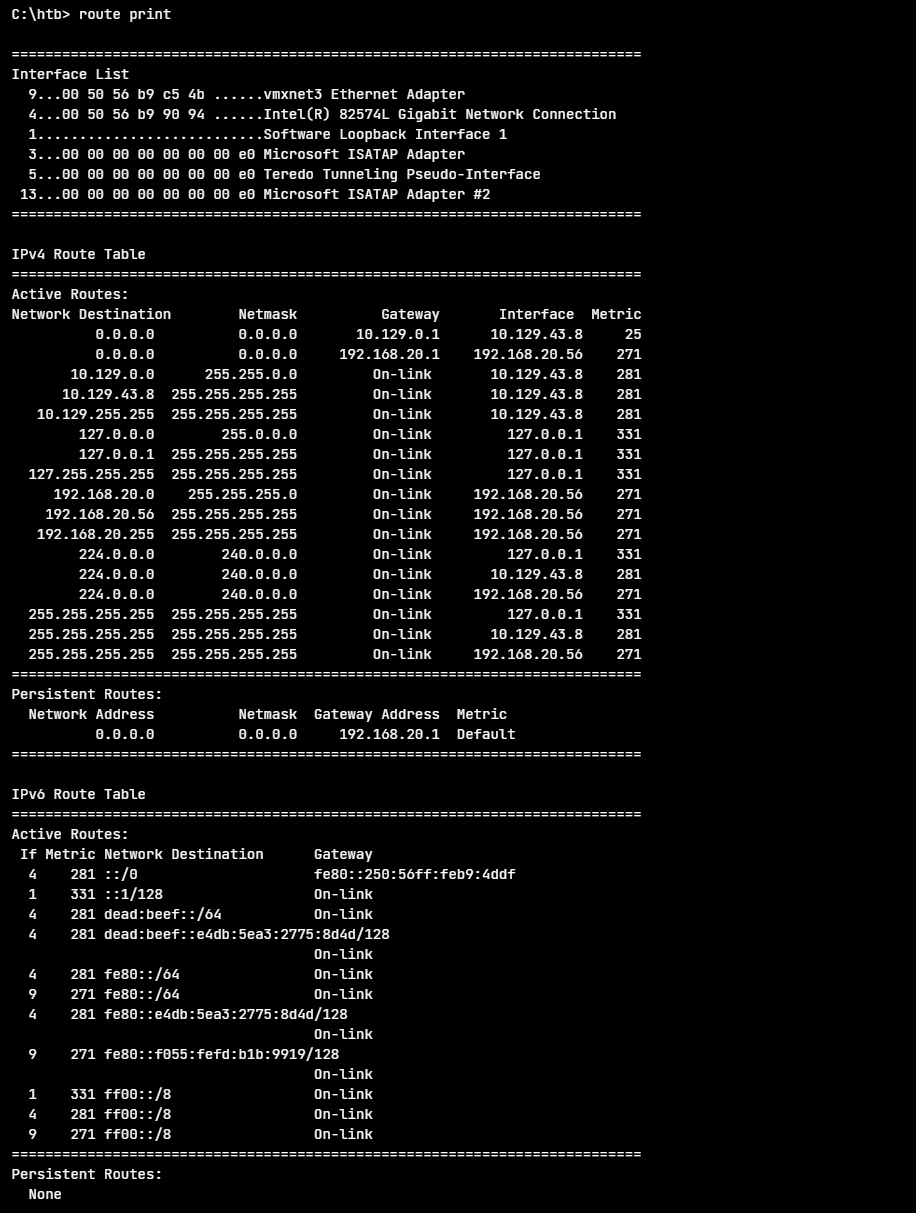 C:\htb> route print
===========================================================================
Interface List
  9...00 50 56 b9 c5 4b ......vmxnet3 Ethernet Adapter
  4...00 50 56 b9 90 94 ......Intel(R) 82574L Gigabit Network Connection
  1...........................Software Loopback Interface 1
  3...00 00 00 00 00 00 00 e0 Microsoft ISATAP Adapter
  5...00 00 00 00 00 00 00 e0 Teredo Tunneling Pseudo-Interface
 13...00 00 00 00 00 00 00 e0 Microsoft ISATAP Adapter #2
===========================================================================
IPv4 Route Table
===========================================================================
Active Routes:
Network Destination        Netmask          Gateway       Interface  Metric
          0.0.0.0          0.0.0.0       10.129.0.1      10.129.43.8     25
          0.0.0.0          0.0.0.0     192.168.20.1    192.168.20.56    271
       10.129.0.0      255.255.0.0         On-link       10.129.43.8    281
      10.129.43.8  255.255.255.255         On-link       10.129.43.8    281
   10.129.255.255  255.255.255.255         On-link       10.129.43.8    281
        127.0.0.0        255.0.0.0         On-link         127.0.0.1    331
        127.0.0.1  255.255.255.255         On-link         127.0.0.1    331
  127.255.255.255  255.255.255.255         On-link         127.0.0.1    331
     192.168.20.0    255.255.255.0         On-link     192.168.20.56    271
    192.168.20.56  255.255.255.255         On-link     192.168.20.56    271
   192.168.20.255  255.255.255.255         On-link     192.168.20.56    271
        224.0.0.0        240.0.0.0         On-link         127.0.0.1    331
        224.0.0.0        240.0.0.0         On-link       10.129.43.8    281
        224.0.0.0        240.0.0.0         On-link     192.168.20.56    271
  255.255.255.255  255.255.255.255         On-link         127.0.0.1    331
  255.255.255.255  255.255.255.255         On-link       10.129.43.8    281
  255.255.255.255  255.255.255.255         On-link     192.168.20.56    271
===========================================================================
Persistent Routes:
  Network Address          Netmask  Gateway Address  Metric
          0.0.0.0          0.0.0.0     192.168.20.1  Default
===========================================================================
IPv6 Route Table
===========================================================================
Active Routes:
 If Metric Network Destination      Gateway
  4    281 ::/0                     fe80::250:56ff:feb9:4ddf
  1    331 ::1/128                  On-link
  4    281 dead:beef::/64           On-link
  4    281 dead:beef::e4db:5ea3:2775:8d4d/128
                                    On-link
  4    281 fe80::/64                On-link
  9    271 fe80::/64                On-link
  4    281 fe80::e4db:5ea3:2775:8d4d/128
                                    On-link
  9    271 fe80::f055:fefd:b1b:9919/128
                                    On-link
  1    331 ff00::/8                 On-link
  4    281 ff00::/8                 On-link
  9    271 ff00::/8                 On-link
===========================================================================
Persistent Routes:
  None